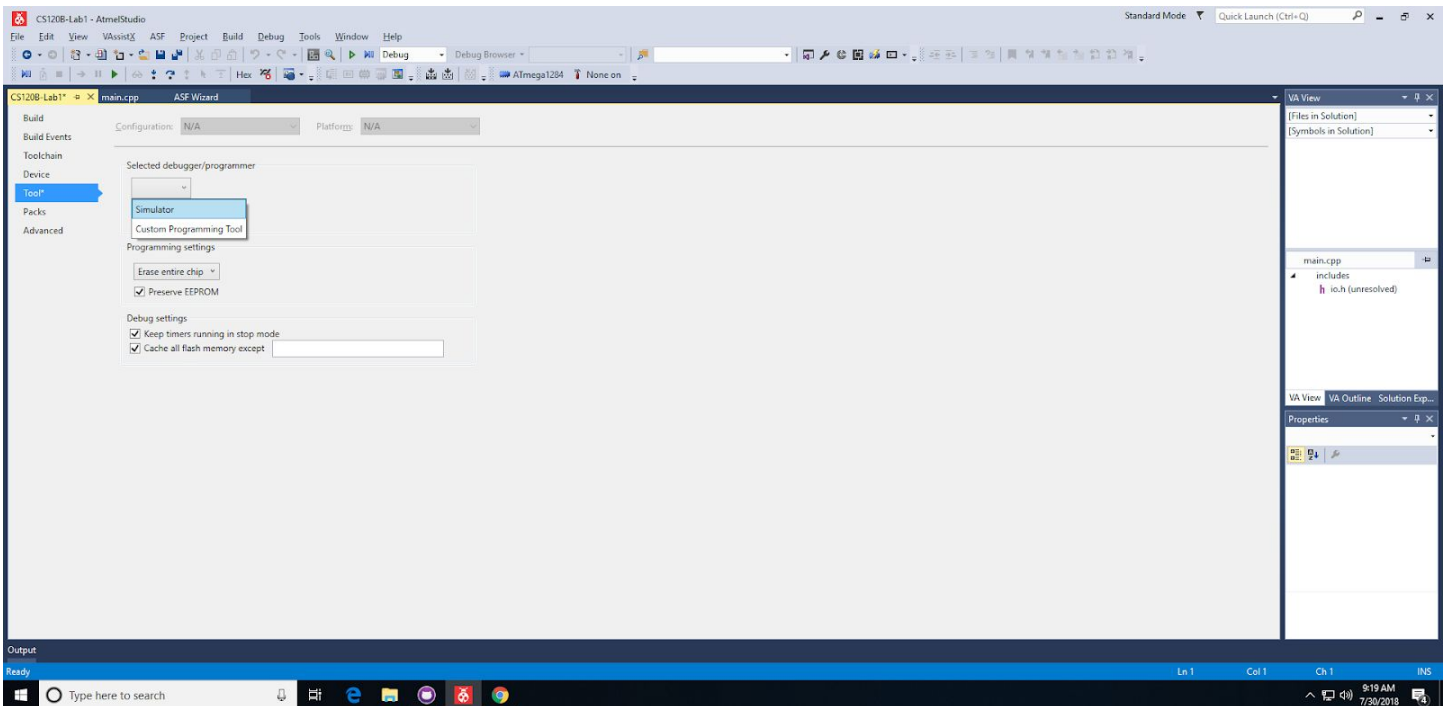 CS120B-Lab1 - AtmelStudio
Standard Mode
Quick Launch (Ctrl+Q)
File Edit View VAssistX ASF Project Build Debug Tools Window Help
Debug Debug Browser
Hex ATmega1284 None on
CS120B-Lab1* main.cpp ASF Wizard
VA View
Build
Build Events
Toolchain
Device
Tool*
Packs
Advanced
Configuration: N/A Platform: N/A
Selected debugger/programmer
Simulator
Custom Programming Tool
Programming settings
Erase entire chip
Preserve EEPROM
Debug settings
Keep timers running in stop mode
Cache all flash memory except
[Files in Solution]
[Symbols in Solution]
main.cpp
includes
h io.h (unresolved)
VA View VA Outline Solution Exp...
Properties
Output
Ready Ln 1 Col 1 Ch 1 INS
Type here to search
9:19 AM
7/30/2018
4